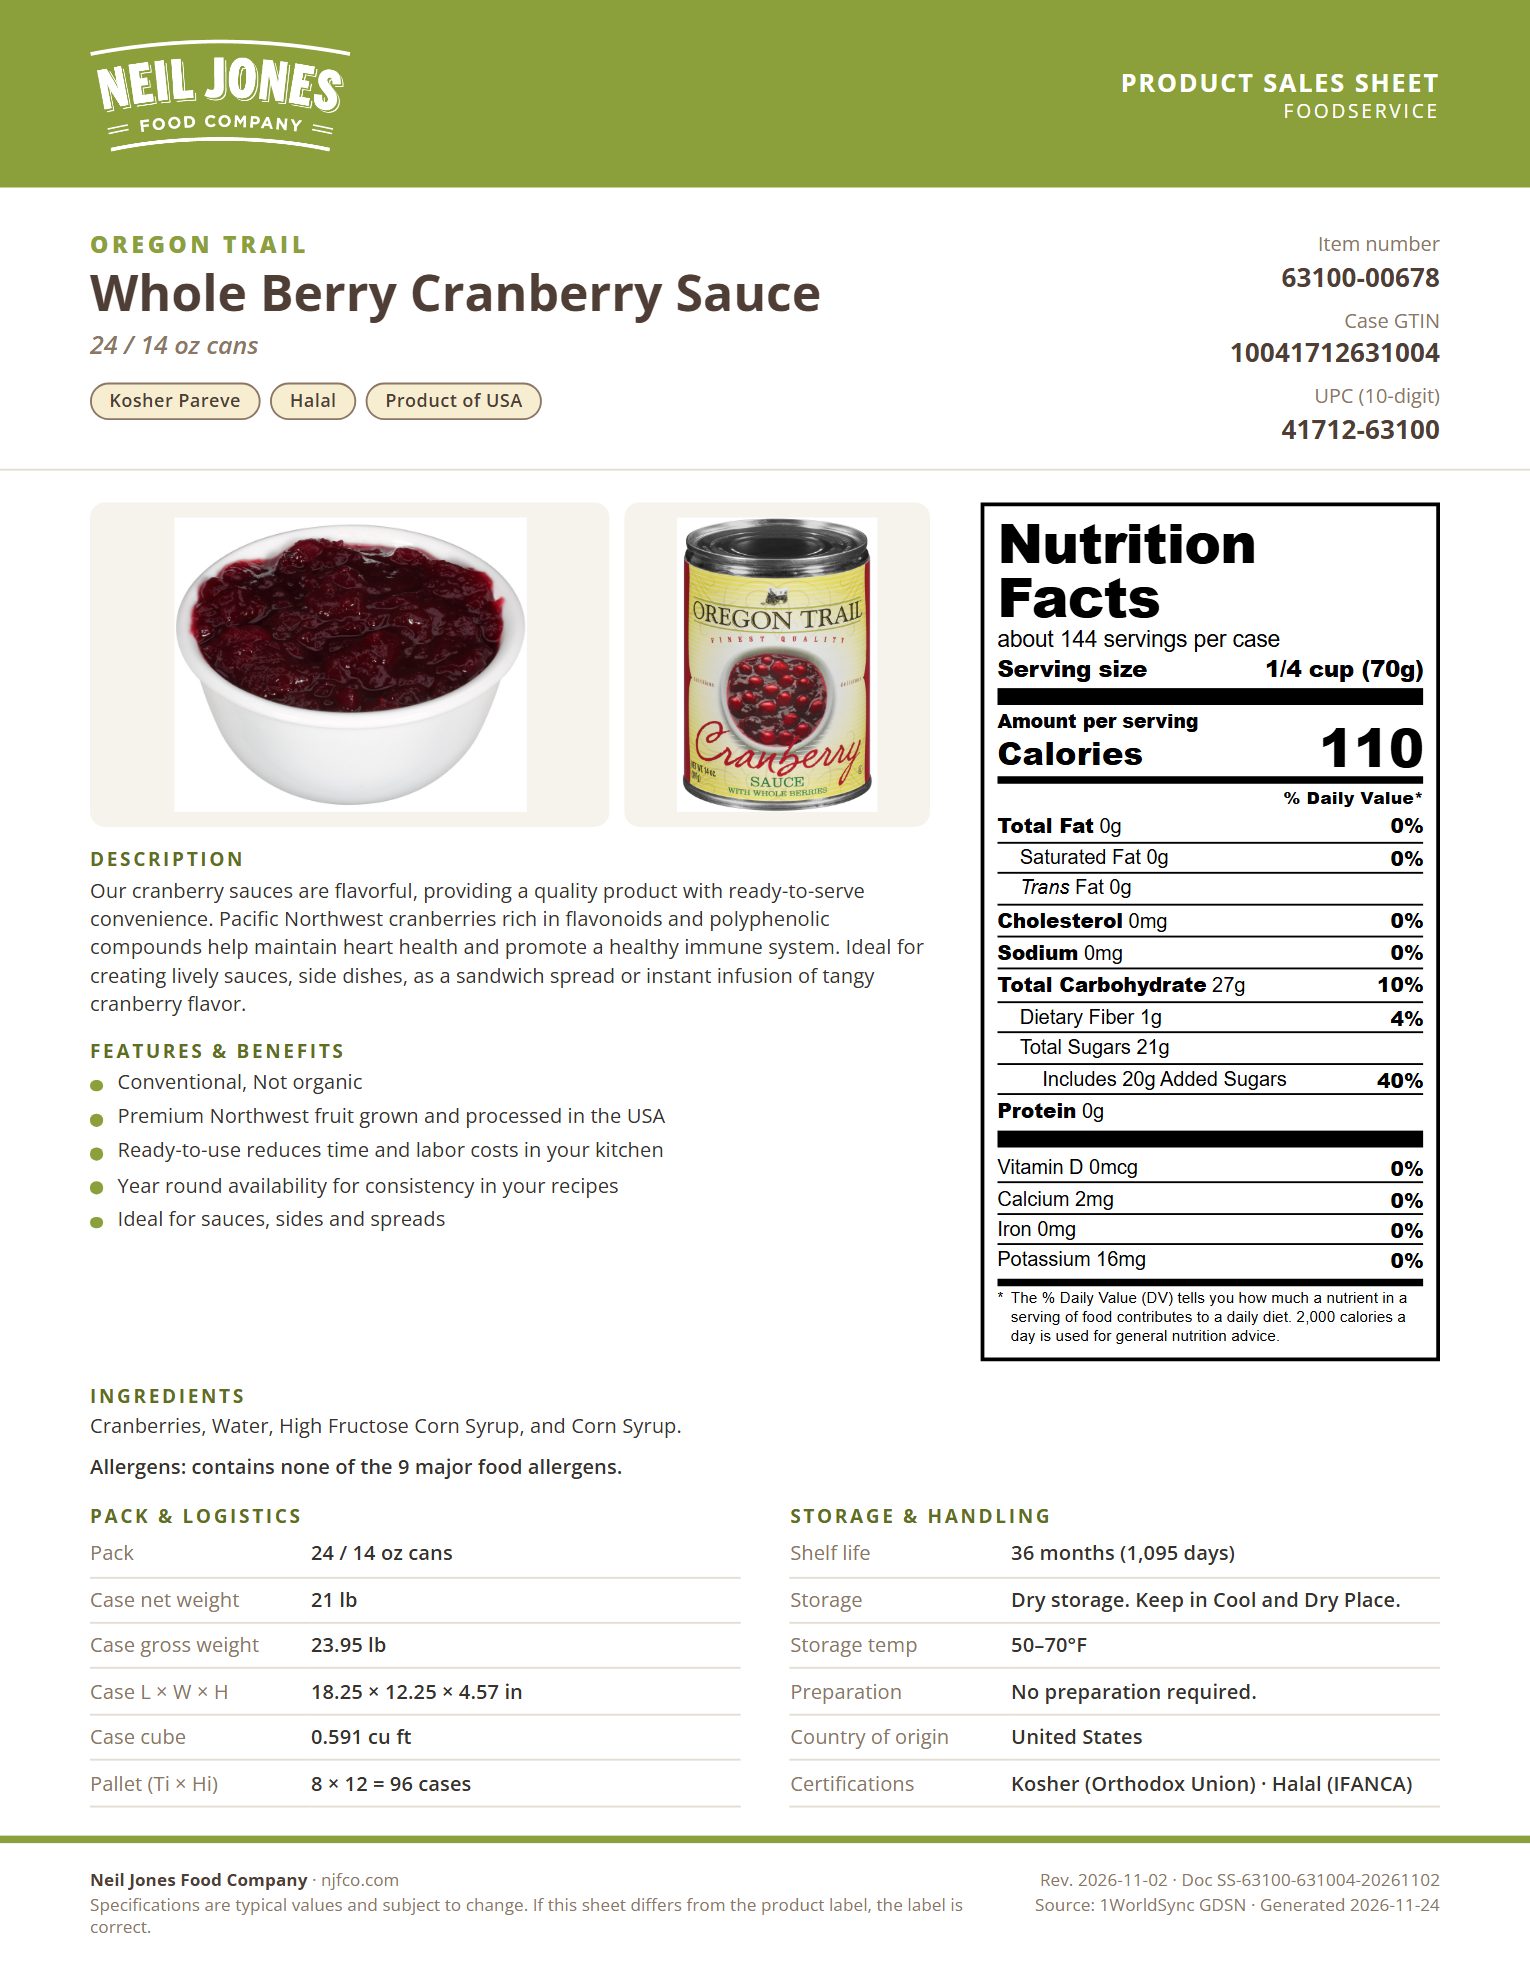 NEIL JONES
FOOD COMPANY
PRODUCT SALES SHEET
FOODSERVICE
OREGON TRAIL
Whole Berry Cranberry Sauce
24 / 14 oz cans
Kosher Pareve
Halal
Product of USA
Item number
63100-00678
Case GTIN
10041712631004
UPC (10-digit)
41712-63100
OREGON TRAIL
FINEST QUALITY
Cranberry
SAUCE
WITH WHOLE BERRIES
DESCRIPTION
Our cranberry sauces are flavorful, providing a quality product with ready-to-serve
convenience. Pacific Northwest cranberries rich in flavonoids and polyphenolic
compounds help maintain heart health and promote a healthy immune system. Ideal for
creating lively sauces, side dishes, as a sandwich spread or instant infusion of tangy
cranberry flavor.
FEATURES & BENEFITS
Conventional, Not organic
Premium Northwest fruit grown and processed in the USA
Ready-to-use reduces time and labor costs in your kitchen
Year round availability for consistency in your recipes
Ideal for sauces, sides and spreads
Nutrition
Facts
about 144 servings per case
Serving size 1/4 cup (70g)
Amount per serving
Calories 110
% Daily Value*
Total Fat 0g 0%
Saturated Fat 0g 0%
Trans Fat 0g
Cholesterol 0mg 0%
Sodium 0mg 0%
Total Carbohydrate 27g 10%
Dietary Fiber 1g 4%
Total Sugars 21g
Includes 20g Added Sugars 40%
Protein 0g
Vitamin D 0mcg 0%
Calcium 2mg 0%
Iron 0mg 0%
Potassium 16mg 0%
* The % Daily Value (DV) tells you how much a nutrient in a
serving of food contributes to a daily diet. 2,000 calories a
day is used for general nutrition advice.
INGREDIENTS
Cranberries, Water, High Fructose Corn Syrup, and Corn Syrup.
Allergens: contains none of the 9 major food allergens.
PACK & LOGISTICS
Pack 24 / 14 oz cans
Case net weight 21 lb
Case gross weight 23.95 lb
Case L × W × H 18.25 × 12.25 × 4.57 in
Case cube 0.591 cu ft
Pallet (Ti × Hi) 8 × 12 = 96 cases
STORAGE & HANDLING
Shelf life 36 months (1,095 days)
Storage Dry storage. Keep in Cool and Dry Place.
Storage temp 50–70°F
Preparation No preparation required.
Country of origin United States
Certifications Kosher (Orthodox Union) · Halal (IFANCA)
Neil Jones Food Company · njfco.com
Specifications are typical values and subject to change. If this sheet differs from the product label, the label is
correct.
Rev. 2026-11-02 · Doc SS-63100-631004-20261102
Source: 1WorldSync GDSN · Generated 2026-11-24